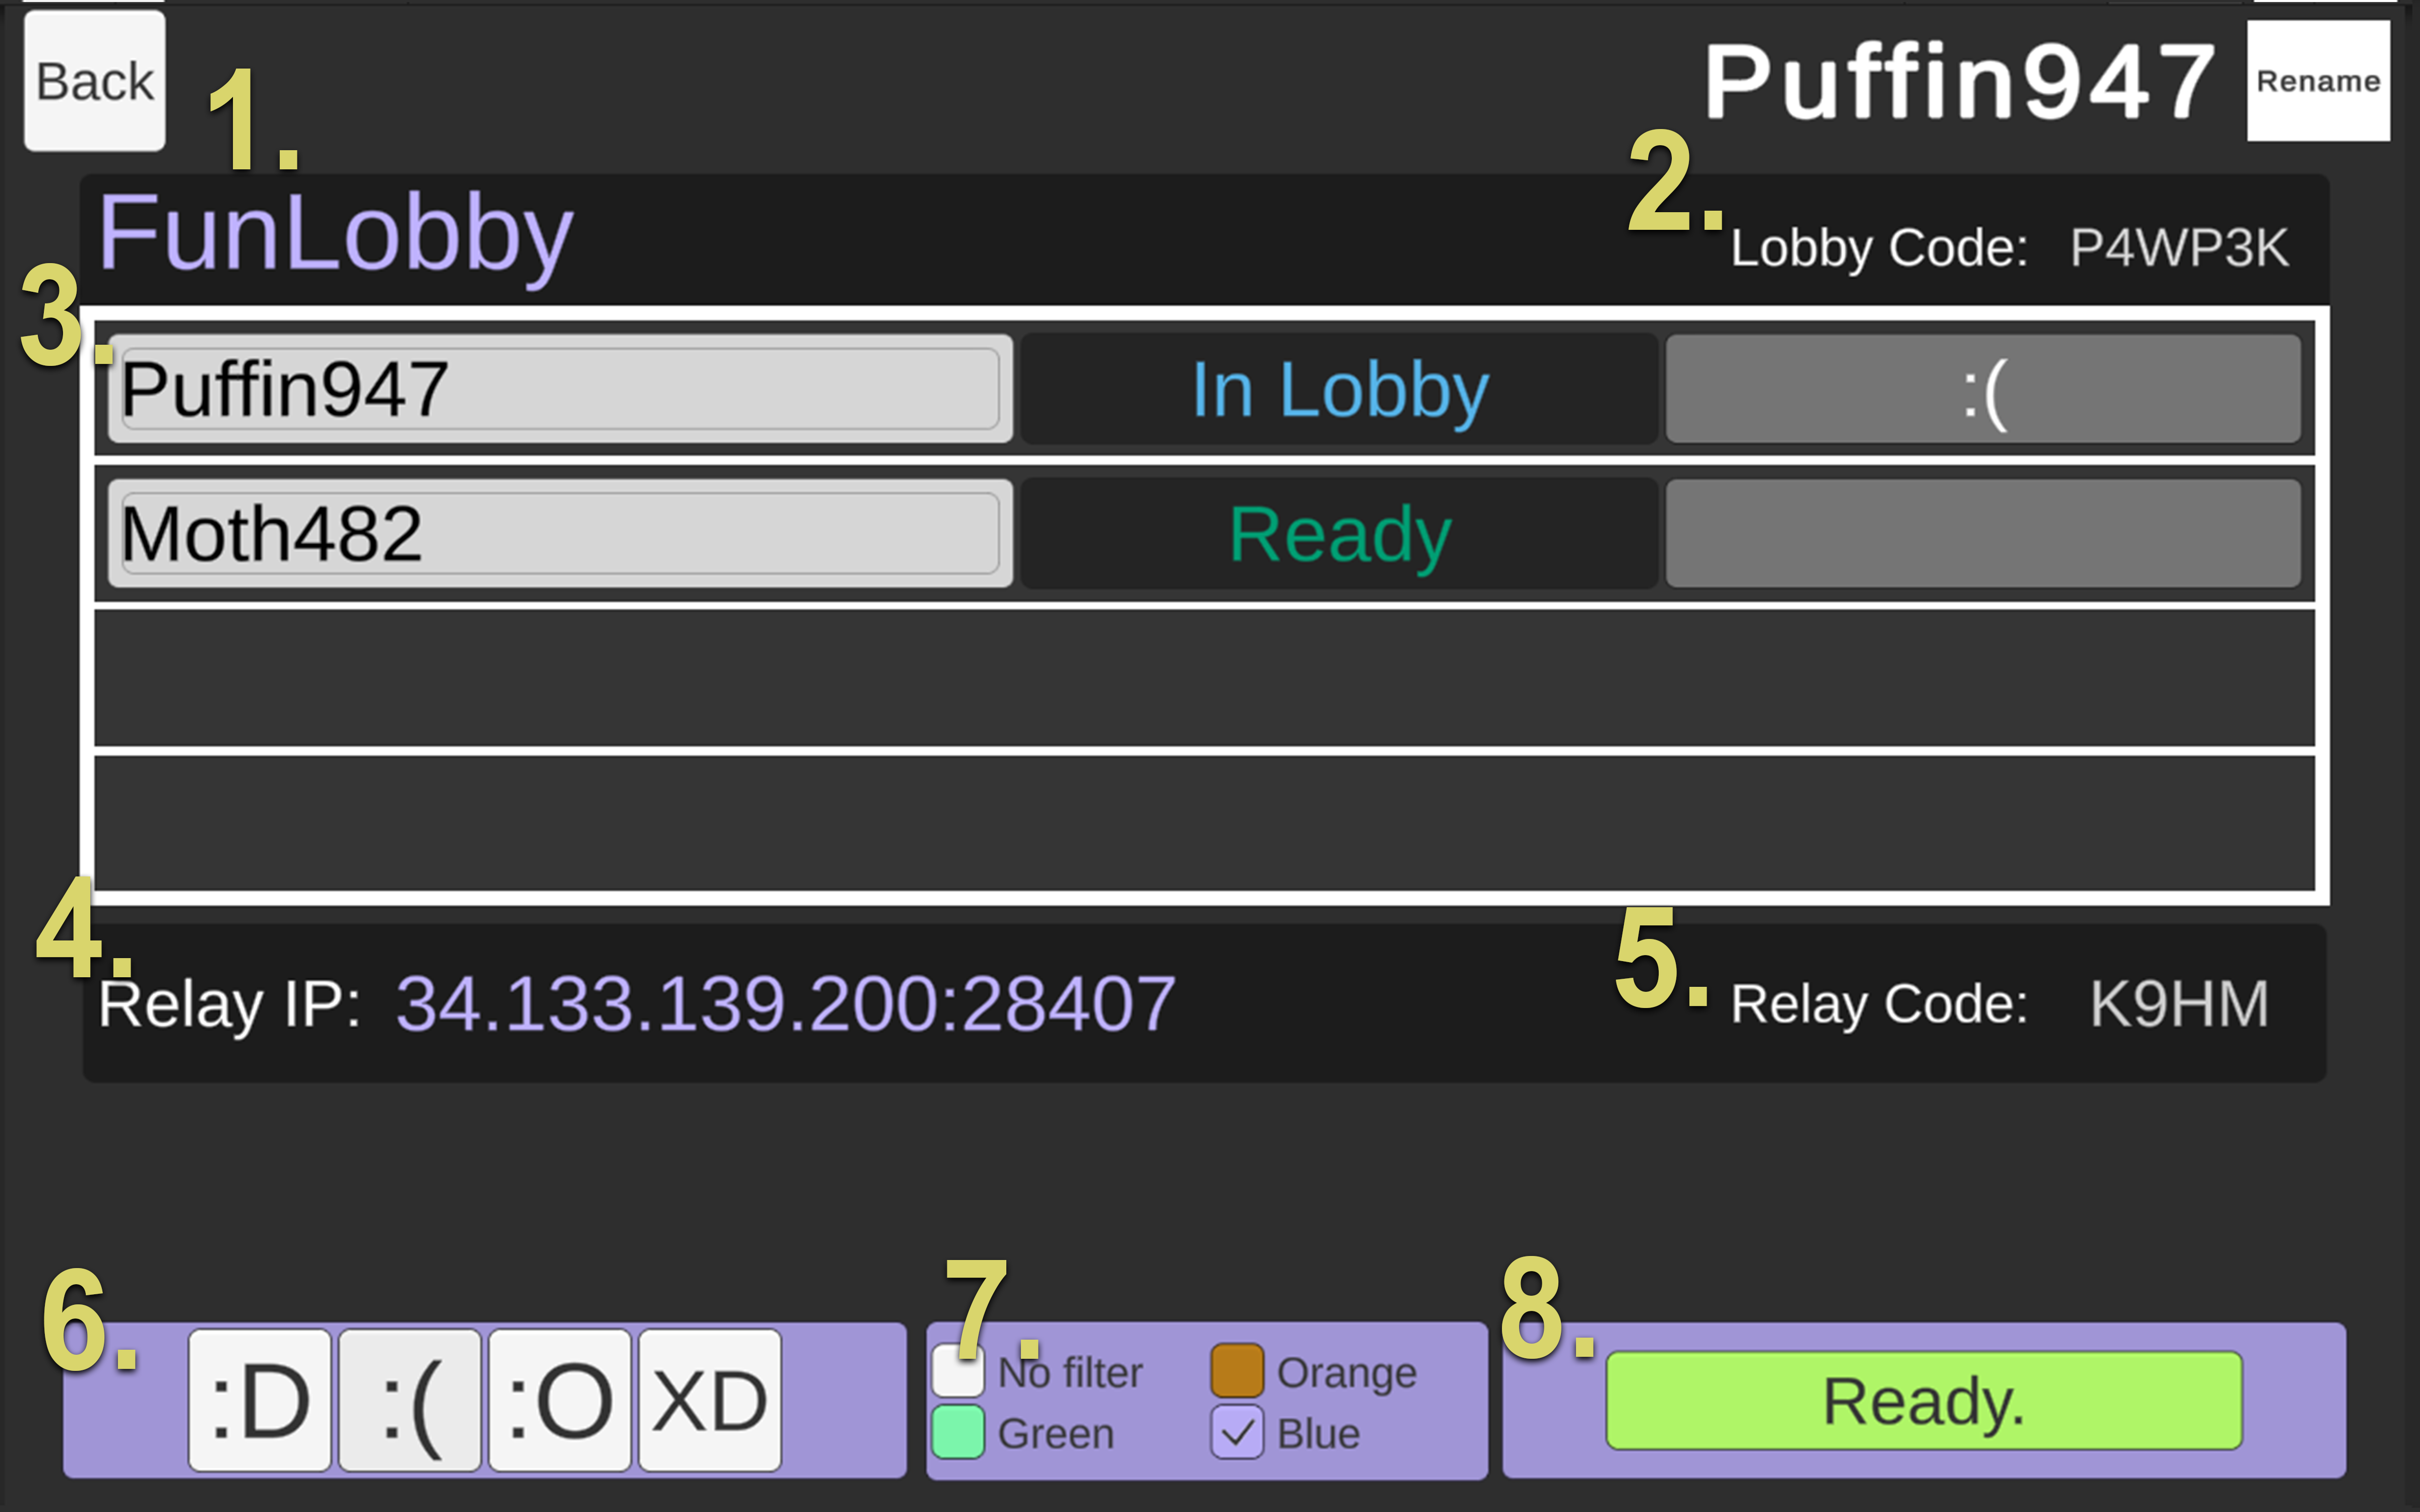 Back
1.
Puffin947
Rename
2.
FunLobby
Lobby Code: P4WP3K
3.
Puffin947 In Lobby :(
Moth482 Ready
4.
5.
Relay IP: 34.133.139.200:28407
Relay Code: K9HM
6.
7.
8.
:D :( :O XD
No filter Orange
Green Blue
Ready.